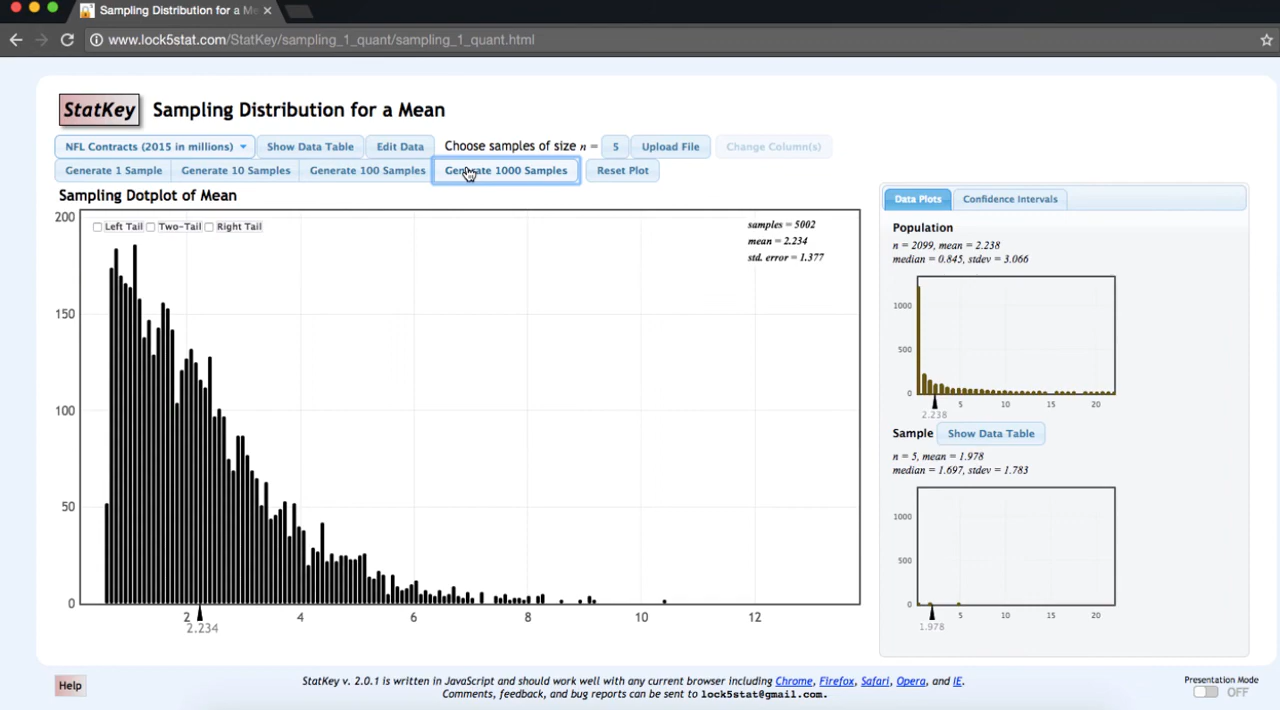 Sampling Distribution for a Me
www.lock5stat.com/StatKey/sampling_1_quant/sampling_1_quant.html
StatKey Sampling Distribution for a Mean
NFL Contracts (2015 in millions) Show Data Table Edit Data Choose samples of size n = 5 Upload File Change Column(s)
Generate 1 Sample Generate 10 Samples Generate 100 Samples Generate 1000 Samples Reset Plot
Sampling Dotplot of Mean
Left Tail Two-Tail Right Tail
samples = 5002
mean = 2.234
std. error = 1.377
200
150
100
50
0
2 4 6 8 10 12
2.234
Data Plots Confidence Intervals
Population
n = 2099, mean = 2.238
median = 0.845, stdev = 3.066
1000
500
0
5 10 15 20
2.238
Sample Show Data Table
n = 5, mean = 1.978
median = 1.697, stdev = 1.783
1000
500
0
5 10 15 20
1.978
Help
StatKey v. 2.0.1 is written in JavaScript and should work well with any current browser including Chrome, Firefox, Safari, Opera, and IE.
Comments, feedback, and bug reports can be sent to lock5stat@gmail.com.
Presentation Mode
OFF